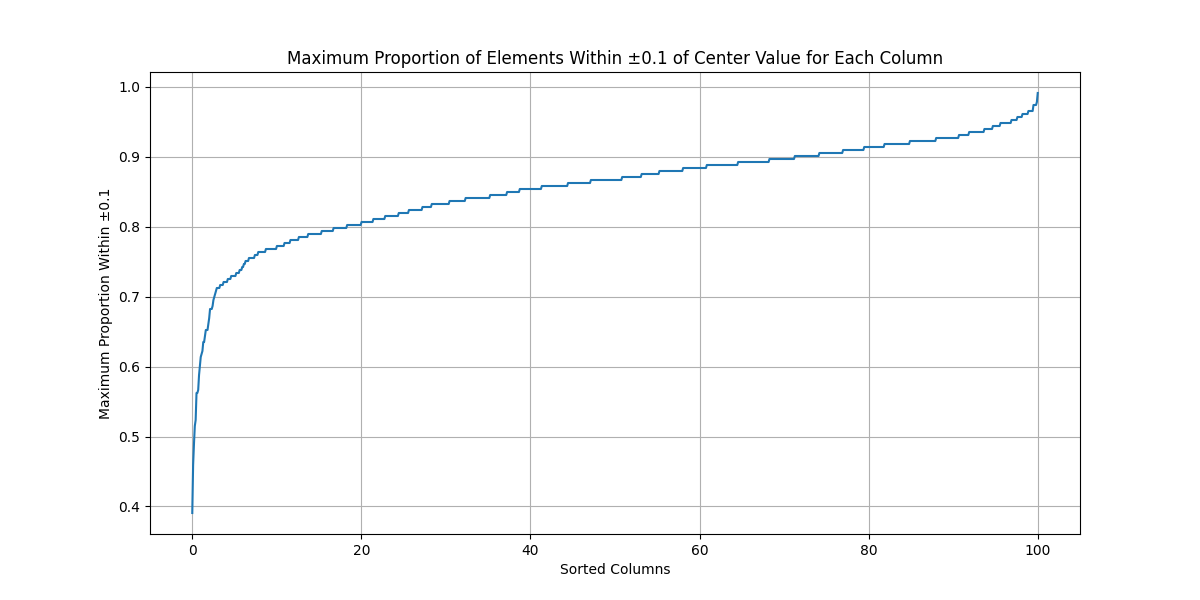 Maximum Proportion of Elements Within ±0.1 of Center Value for Each Column
Maximum Proportion Within ±0.1
1.0
0.9
0.8
0.7
0.6
0.5
0.4
0 20 40 60 80 100
Sorted Columns